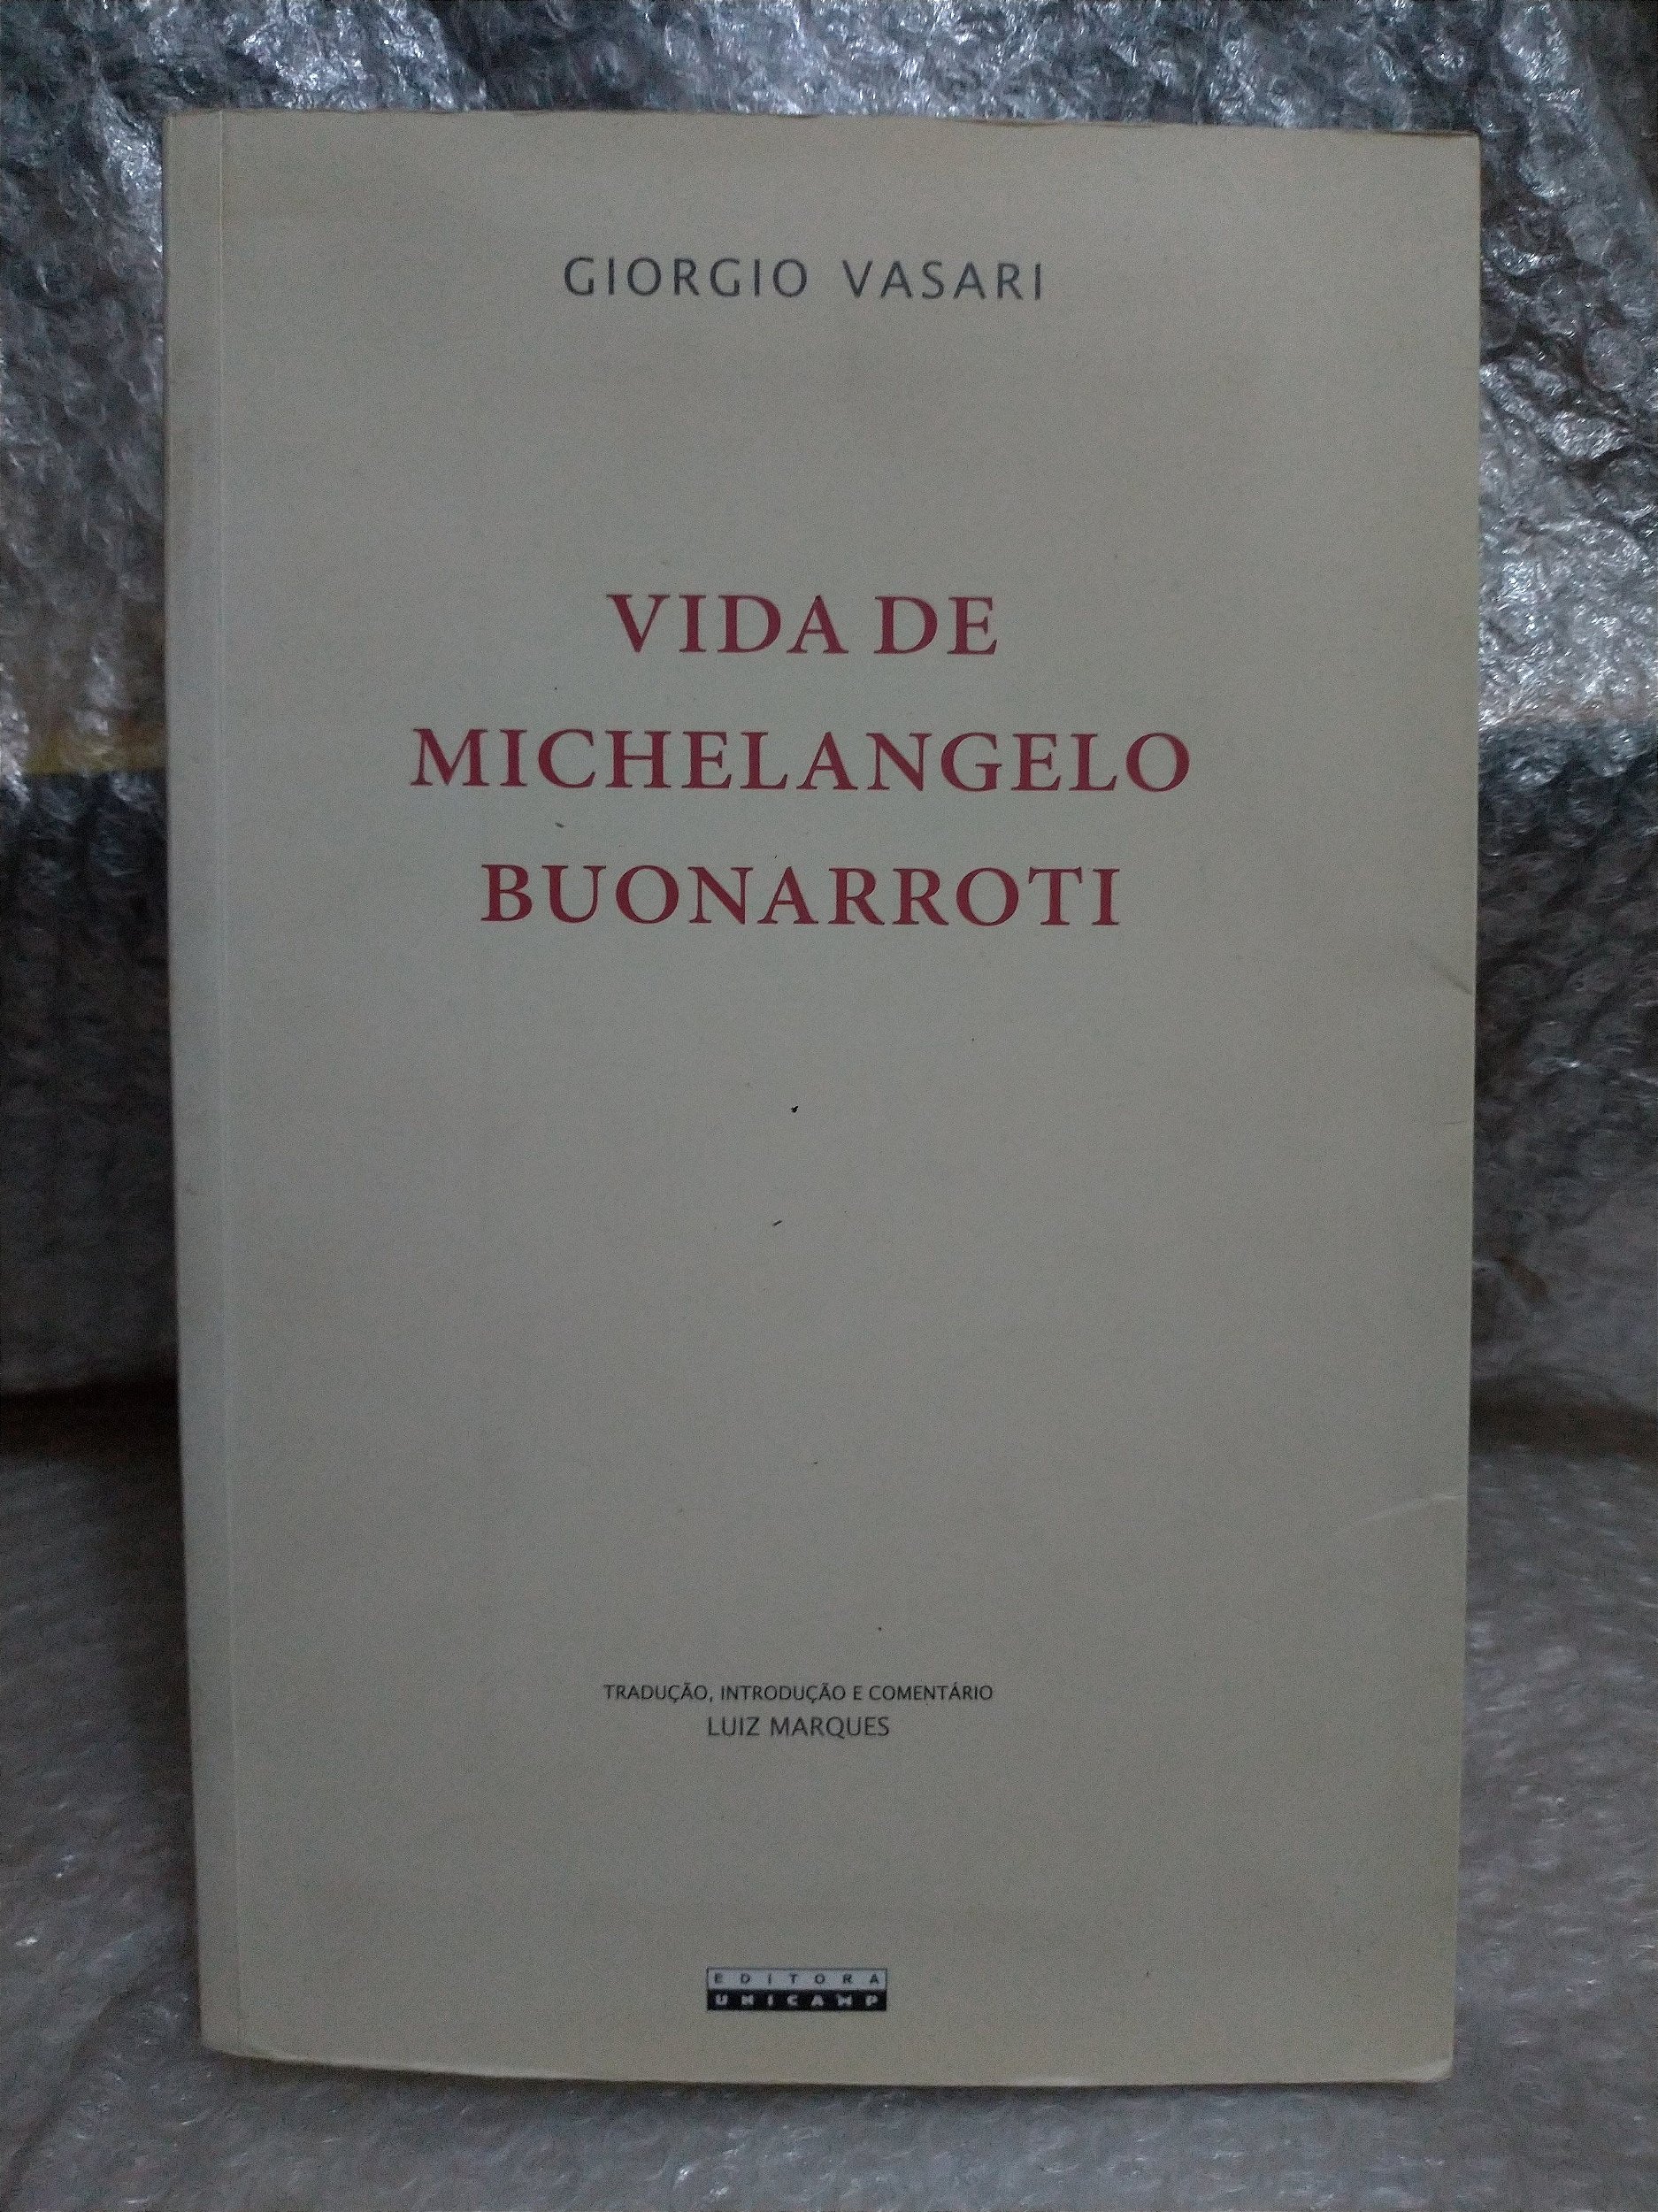 GIORGIO VASARI
VIDA DE
MICHELANGELO
BUONARROTI
TRADUÇÃO, INTRODUÇÃO E COMENTÁRIO
LUIZ MARQUES
EDITORA
UNICAMP